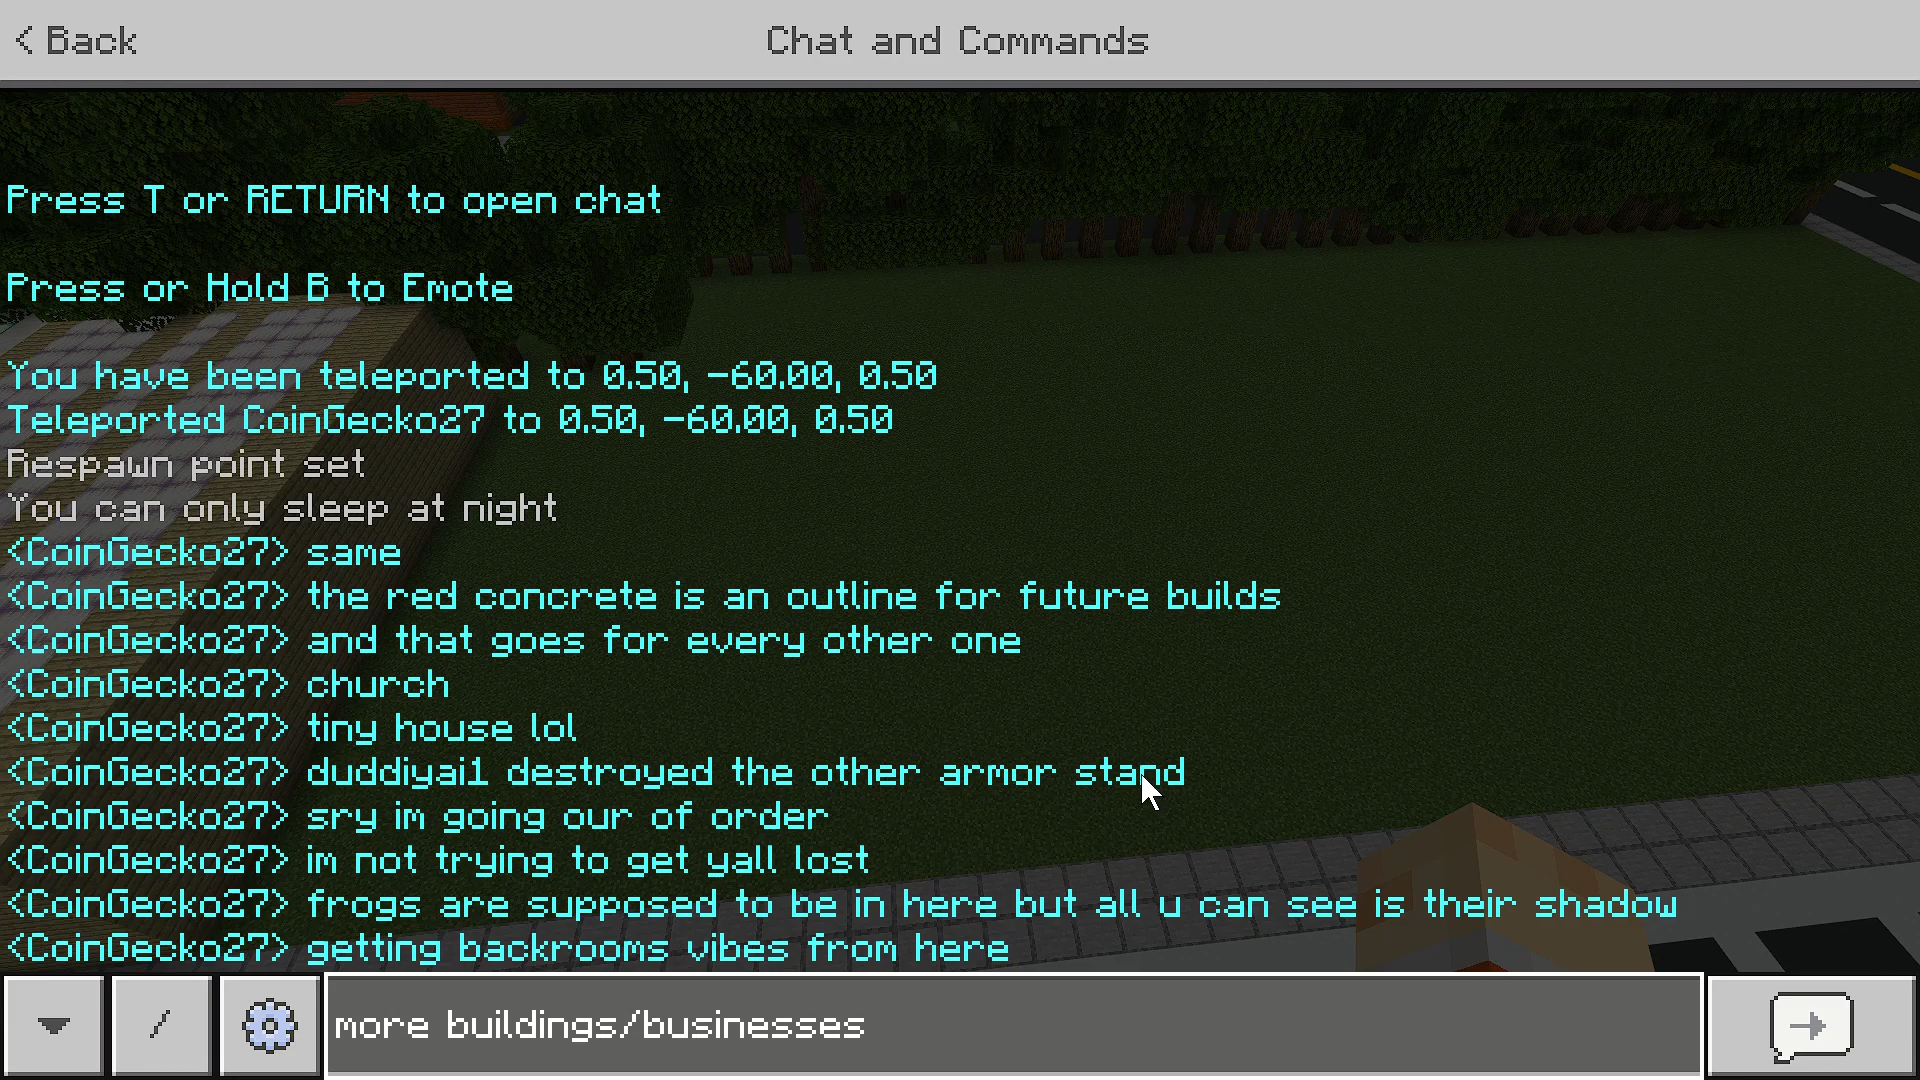 < Back
Chat and Commands
Press T or RETURN to open chat
Press or Hold B to Emote
You have been teleported to 0.50, -60.00, 0.50
Teleported CoinGecko27 to 0.50, -60.00, 0.50
Respawn point set
You can only sleep at night
<CoinGecko27> same
<CoinGecko27> the red concrete is an outline for future builds
<CoinGecko27> and that goes for every other one
<CoinGecko27> church
<CoinGecko27> tiny house lol
<CoinGecko27> duddiyai1 destroyed the other armor stand
<CoinGecko27> sry im going our of order
<CoinGecko27> im not trying to get yall lost
<CoinGecko27> frogs are supposed to be in here but all u can see is their shadow
<CoinGecko27> getting backrooms vibes from here
/
more buildings/businesses